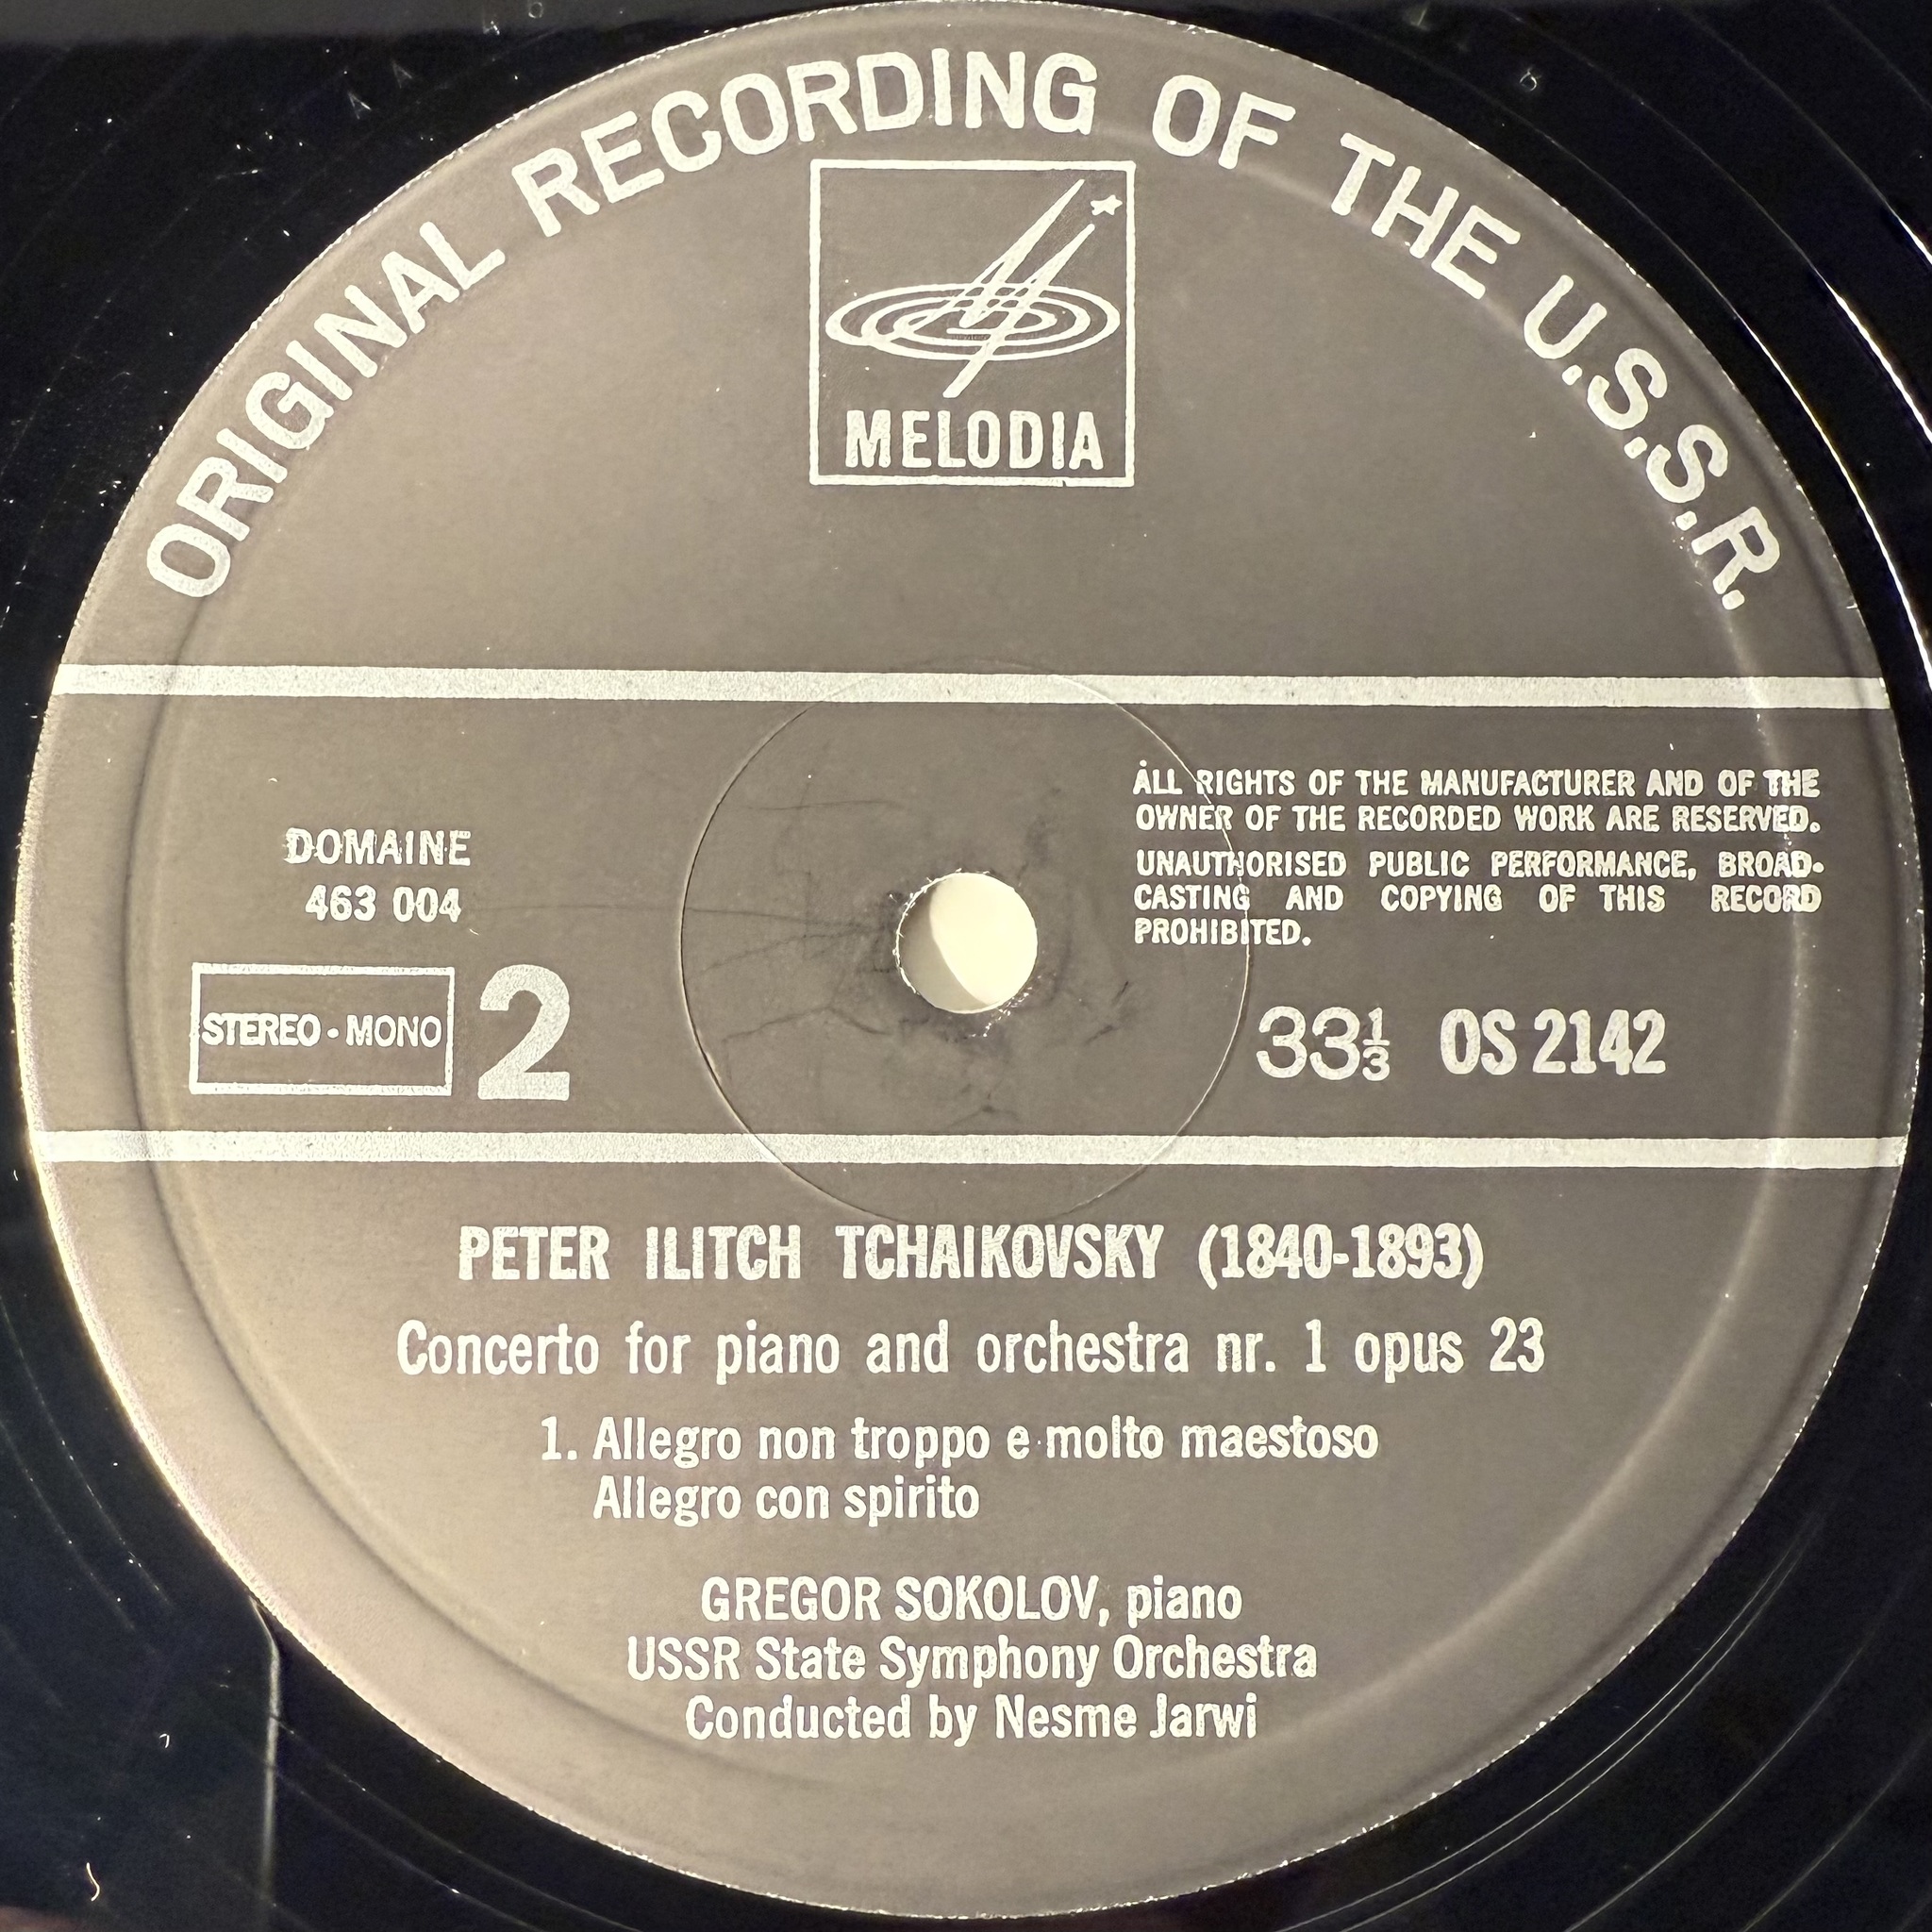 ORIGINAL RECORDING OF THE U.S.S.R.
MELODIA
DOMAINE
463 004
STEREO - MONO
2
ALL RIGHTS OF THE MANUFACTURER AND OF THE
OWNER OF THE RECORDED WORK ARE RESERVED.
UNAUTHORISED PUBLIC PERFORMANCE, BROAD-
CASTING AND COPYING OF THIS RECORD
PROHIBITED.
33⅓ OS 2142
PETER ILITCH TCHAIKOVSKY (1840-1893)
Concerto for piano and orchestra nr. 1 opus 23
1. Allegro non troppo e molto maestoso
Allegro con spirito
GREGOR SOKOLOV, piano
USSR State Symphony Orchestra
Conducted by Nesme Jarwi